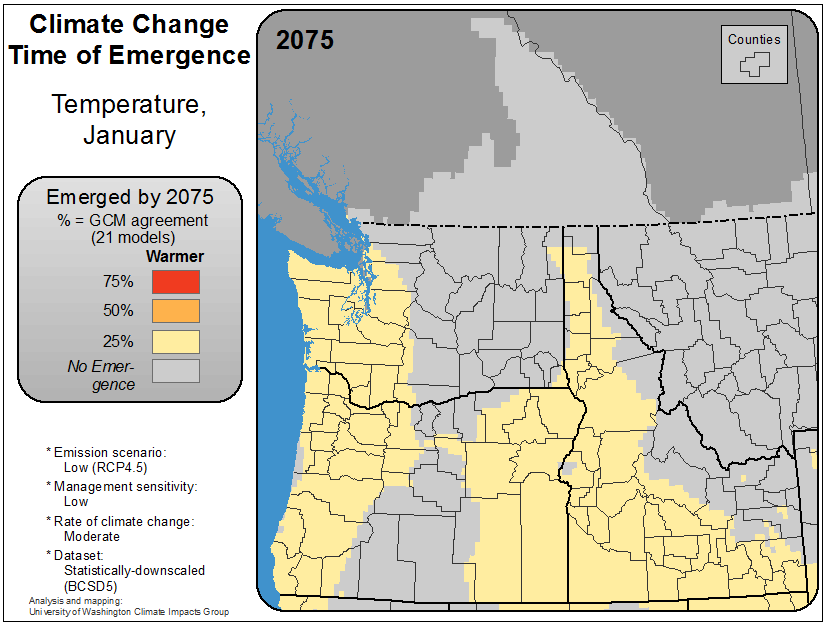 Climate Change
Time of Emergence
Temperature,
January
Emerged by 2075
% = GCM agreement
(21 models)
Warmer
75%
50%
25%
No Emer-
gence
* Emission scenario:
Low (RCP4.5)
* Management sensitivity:
Low
* Rate of climate change:
Moderate
* Dataset:
Statistically-downscaled
(BCSD5)
Analysis and mapping:
University of Washington Climate Impacts Group
2075
Counties